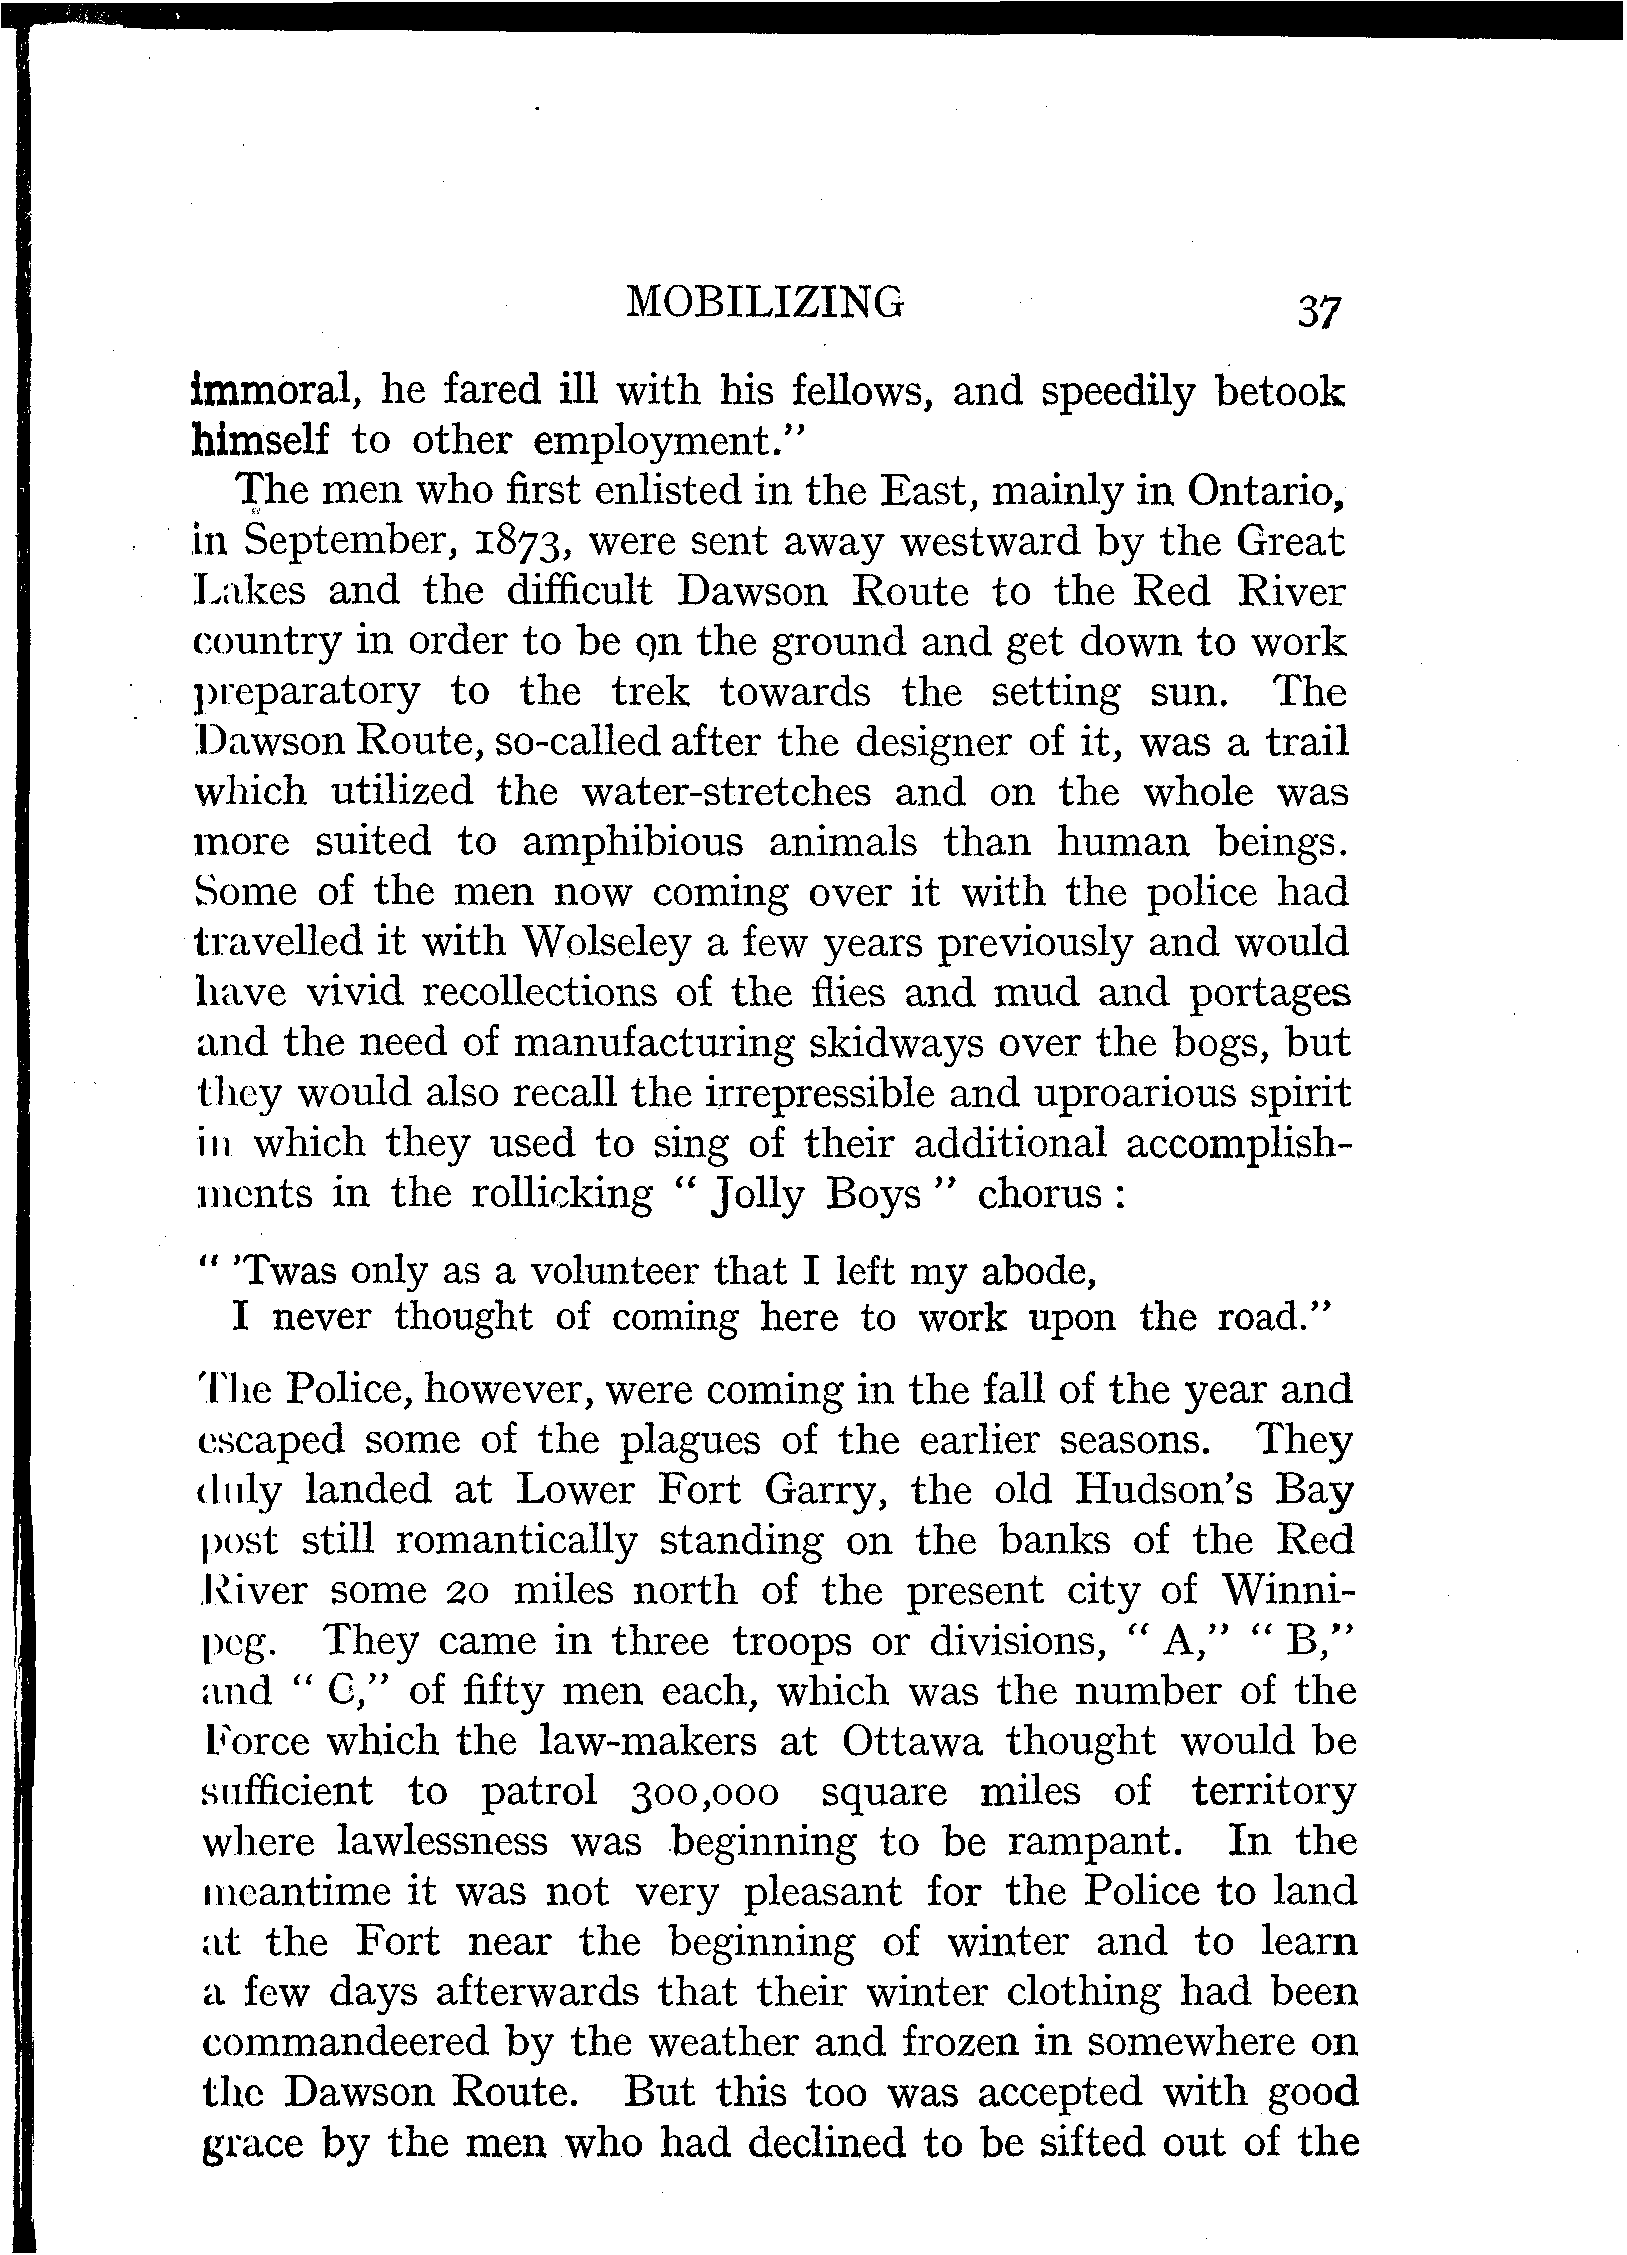 MOBILIZING 37
immoral, he fared ill with his fellows, and speedily betook
himself to other employment."
The men who first enlisted in the East, mainly in Ontario,
in September, 1873, were sent away westward by the Great
Lakes and the difficult Dawson Route to the Red River
country in order to be on the ground and get down to work
preparatory to the trek towards the setting sun. The
Dawson Route, so-called after the designer of it, was a trail
which utilized the water-stretches and on the whole was
more suited to amphibious animals than human beings.
Some of the men now coming over it with the police had
travelled it with Wolseley a few years previously and would
have vivid recollections of the flies and mud and portages
and the need of manufacturing skidways over the bogs, but
they would also recall the irrepressible and uproarious spirit
in which they used to sing of their additional accomplish-
ments in the rollicking " Jolly Boys " chorus :
" 'Twas only as a volunteer that I left my abode,
I never thought of coming here to work upon the road."
The Police, however, were coming in the fall of the year and
escaped some of the plagues of the earlier seasons. They
duly landed at Lower Fort Garry, the old Hudson's Bay
post still romantically standing on the banks of the Red
River some 20 miles north of the present city of Winni-
peg. They came in three troops or divisions, " A," " B,"
and " C," of fifty men each, which was the number of the
Force which the law-makers at Ottawa thought would be
sufficient to patrol 300,000 square miles of territory
where lawlessness was beginning to be rampant. In the
meantime it was not very pleasant for the Police to land
at the Fort near the beginning of winter and to learn
a few days afterwards that their winter clothing had been
commandeered by the weather and frozen in somewhere on
the Dawson Route. But this too was accepted with good
grace by the men who had declined to be sifted out of the